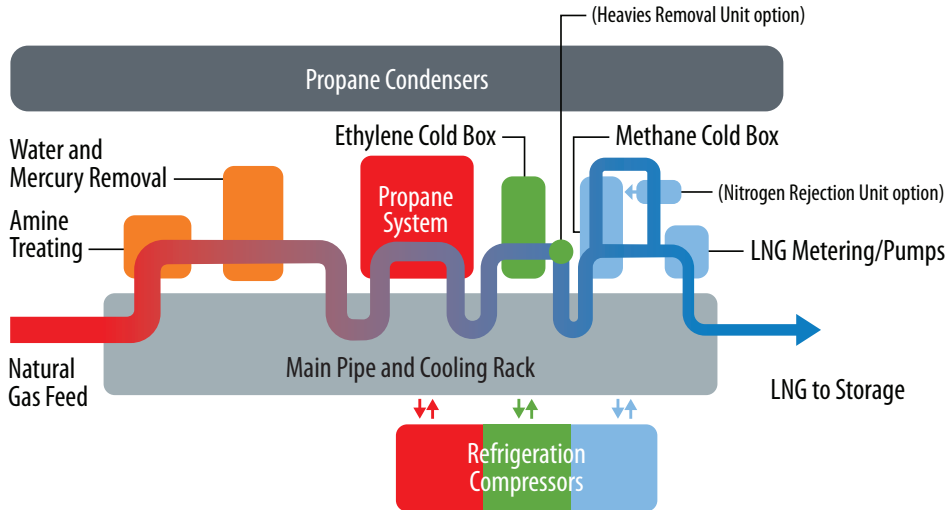 (Heavies Removal Unit option)
Propane Condensers
Ethylene Cold Box
Methane Cold Box
Water and
Mercury Removal
Propane
System
(Nitrogen Rejection Unit option)
Amine
Treating
LNG Metering/Pumps
Natural
Gas Feed
Main Pipe and Cooling Rack
LNG to Storage
Refrigeration
Compressors